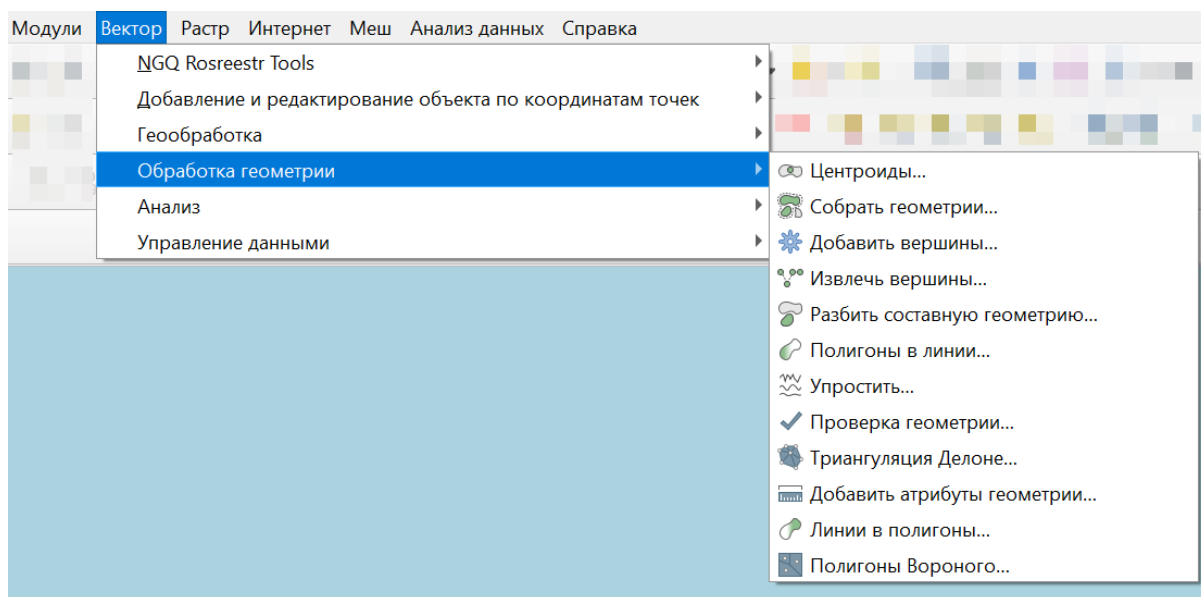 Модули Вектор Растр Интернет Меш Анализ данных Справка
NGQ Rosreestr Tools
Добавление и редактирование объекта по координатам точек
Геообработка
Обработка геометрии
Анализ
Управление данными
Центроиды...
Собрать геометрии...
Добавить вершины...
Извлечь вершины...
Разбить составную геометрию...
Полигоны в линии...
Упростить...
Проверка геометрии...
Триангуляция Делоне...
Добавить атрибуты геометрии...
Линии в полигоны...
Полигоны Вороного...